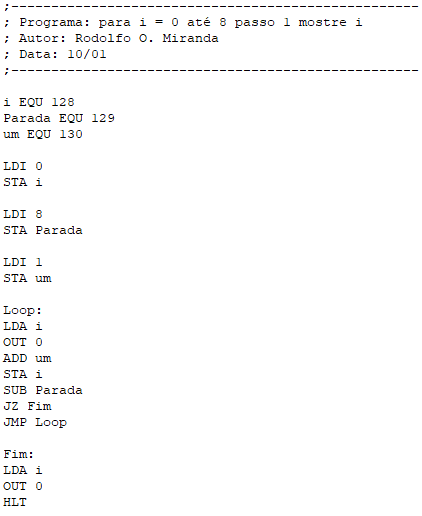 ;---------------------------------------------------
; Programa: para i = 0 até 8 passo 1 mostre i
; Autor: Rodolfo O. Miranda
; Data: 10/01
;---------------------------------------------------
i EQU 128
Parada EQU 129
um EQU 130
LDI 0
STA i
LDI 8
STA Parada
LDI 1
STA um
Loop:
LDA i
OUT 0
ADD um
STA i
SUB Parada
JZ Fim
JMP Loop
Fim:
LDA i
OUT 0
HLT